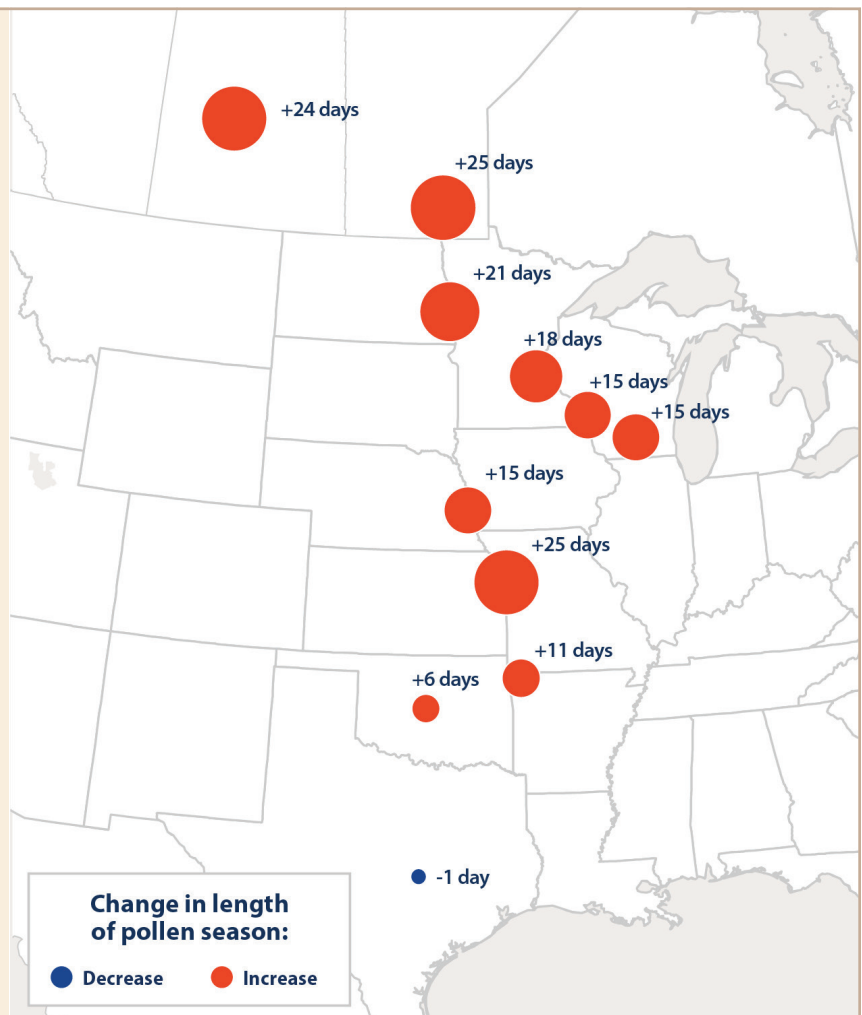 +24 days
+25 days
+21 days
+18 days
+15 days
+15 days
+15 days
+25 days
+11 days
+6 days
-1 day
Change in length
of pollen season:
Decrease
Increase